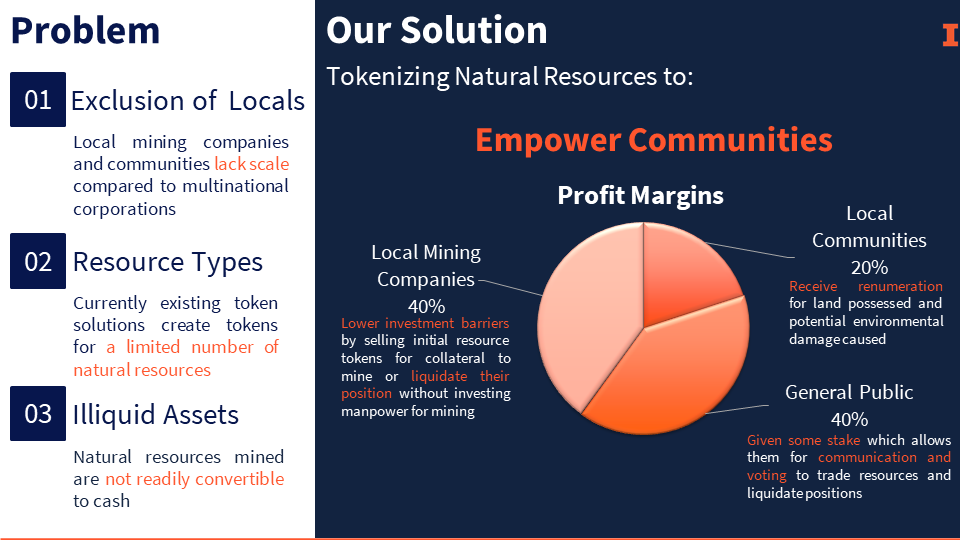 Problem
01
Exclusion of Locals
Local mining companies
and communities lack scale
compared to multinational
corporations
02
Resource Types
Currently existing token
solutions create tokens
for a limited number of
natural resources
03
Illiquid Assets
Natural resources mined
are not readily convertible
to cash
Our Solution
Tokenizing Natural Resources to:
I
Empower Communities
Profit Margins
Local Mining
Companies
40%
Lower investment barriers
by selling initial resource
tokens for collateral to
mine or liquidate their
position without investing
manpower for mining
Local
Communities
20%
Receive renumeration
for land possessed and
potential environmental
damage caused
General Public
40%
Given some stake which allows
them for communication and
voting to trade resources and
liquidate positions